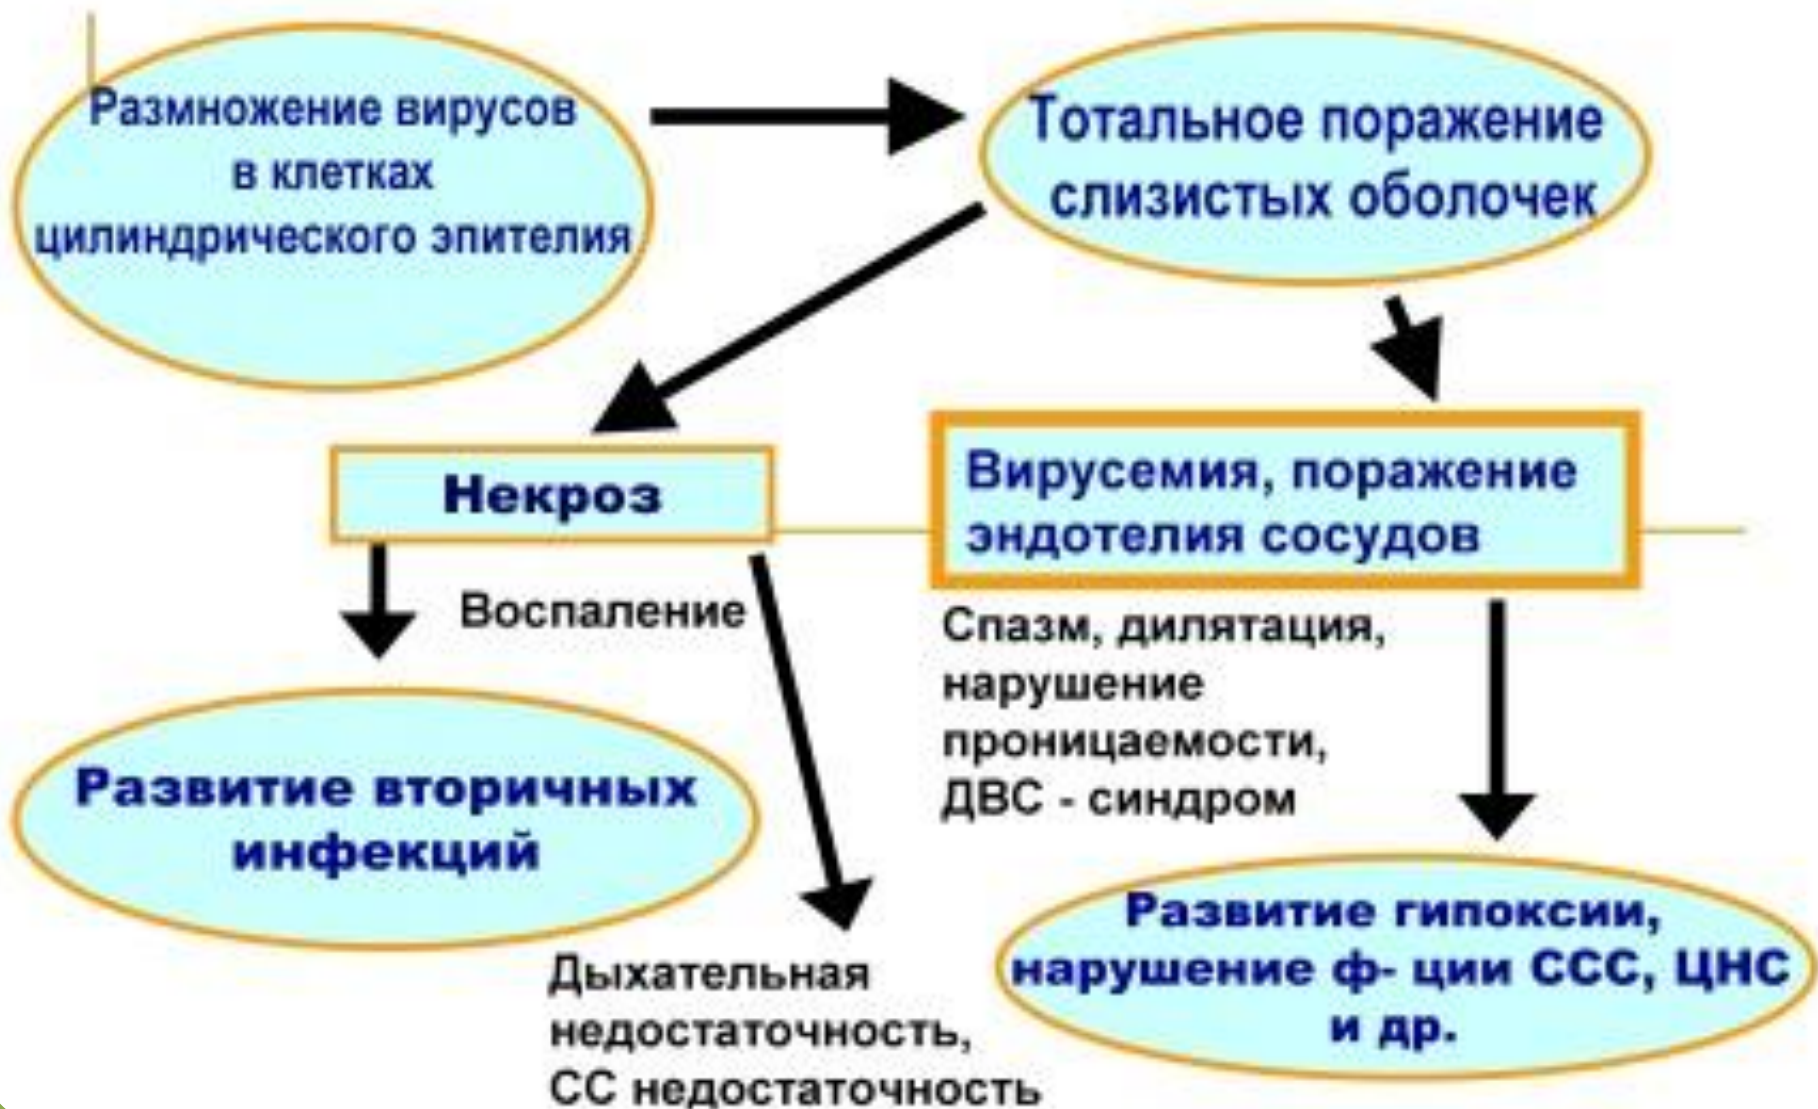 Размножение вирусов
в клетках
цилиндрического эпителия
Тотальное поражение
слизистых оболочек
Некроз
Вирусемия, поражение
эндотелия сосудов
Воспаление
Спазм, дилятация,
нарушение
проницаемости,
ДВС - синдром
Развитие вторичных
инфекций
Дыхательная
недостаточность,
СС недостаточность
Развитие гипоксии,
нарушение ф- ции ССС, ЦНС
и др.